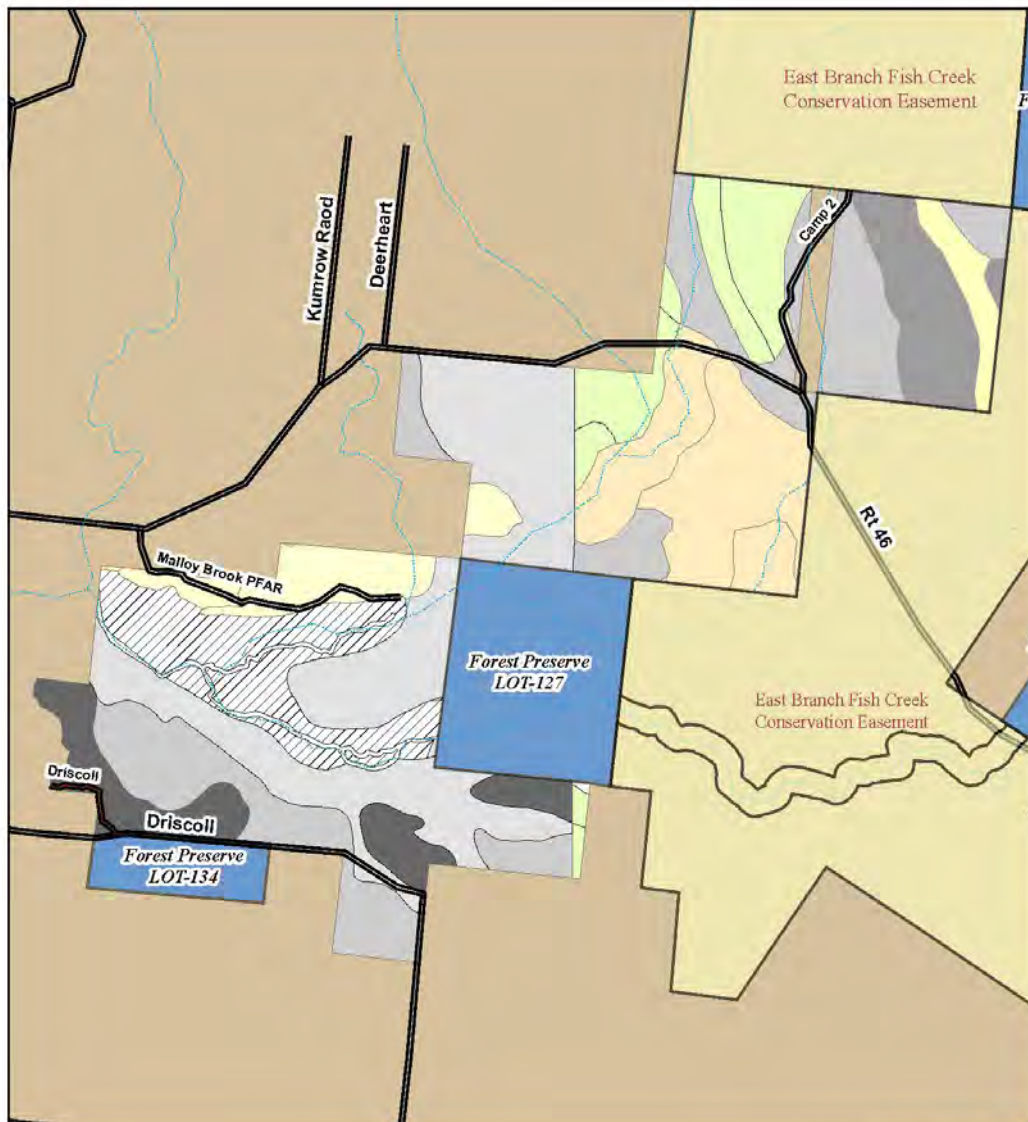 East Branch Fish Creek
Conservation Easement
F
Camp 2
Kumrow Raod
Deerheart
Rt 46
Malloy Brook PFAR
Forest Preserve
LOT-127
East Branch Fish Creek
Conservation Easement
Driscoll
Driscoll
Forest Preserve
LOT-134